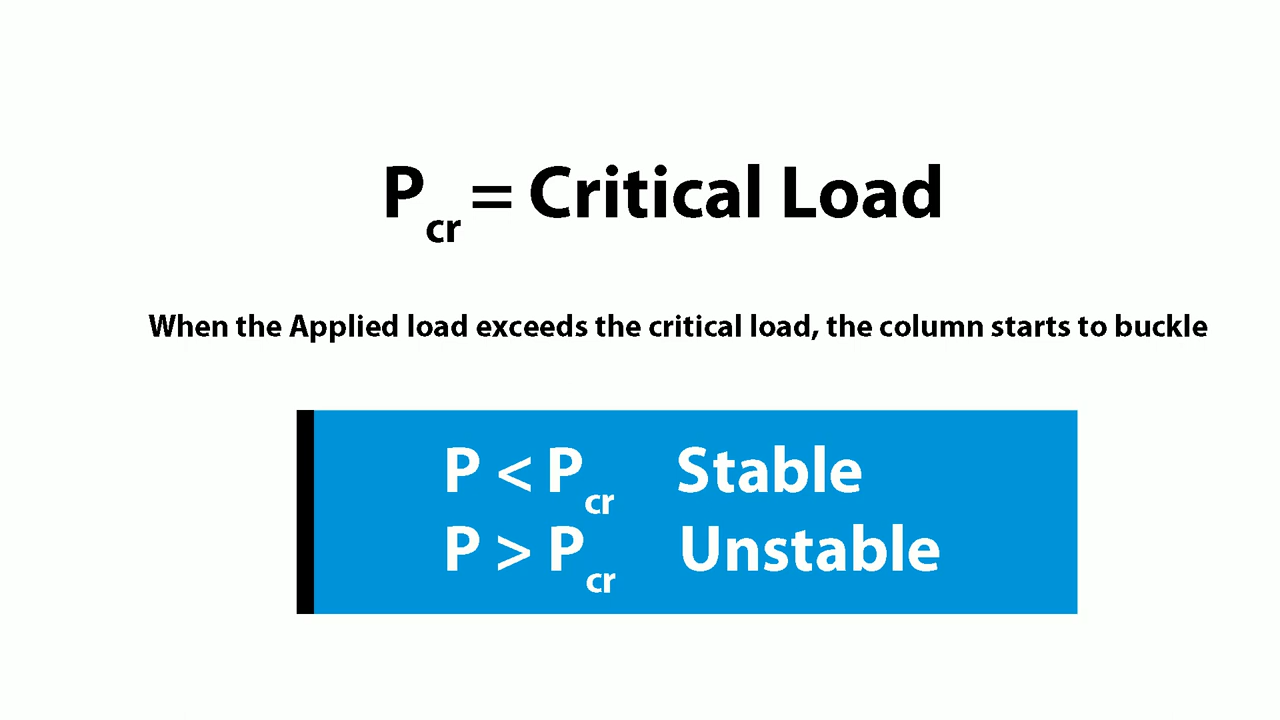 Pcr = Critical Load
When the Applied load exceeds the critical load, the column starts to buckle
P < Pcr Stable
P > Pcr Unstable